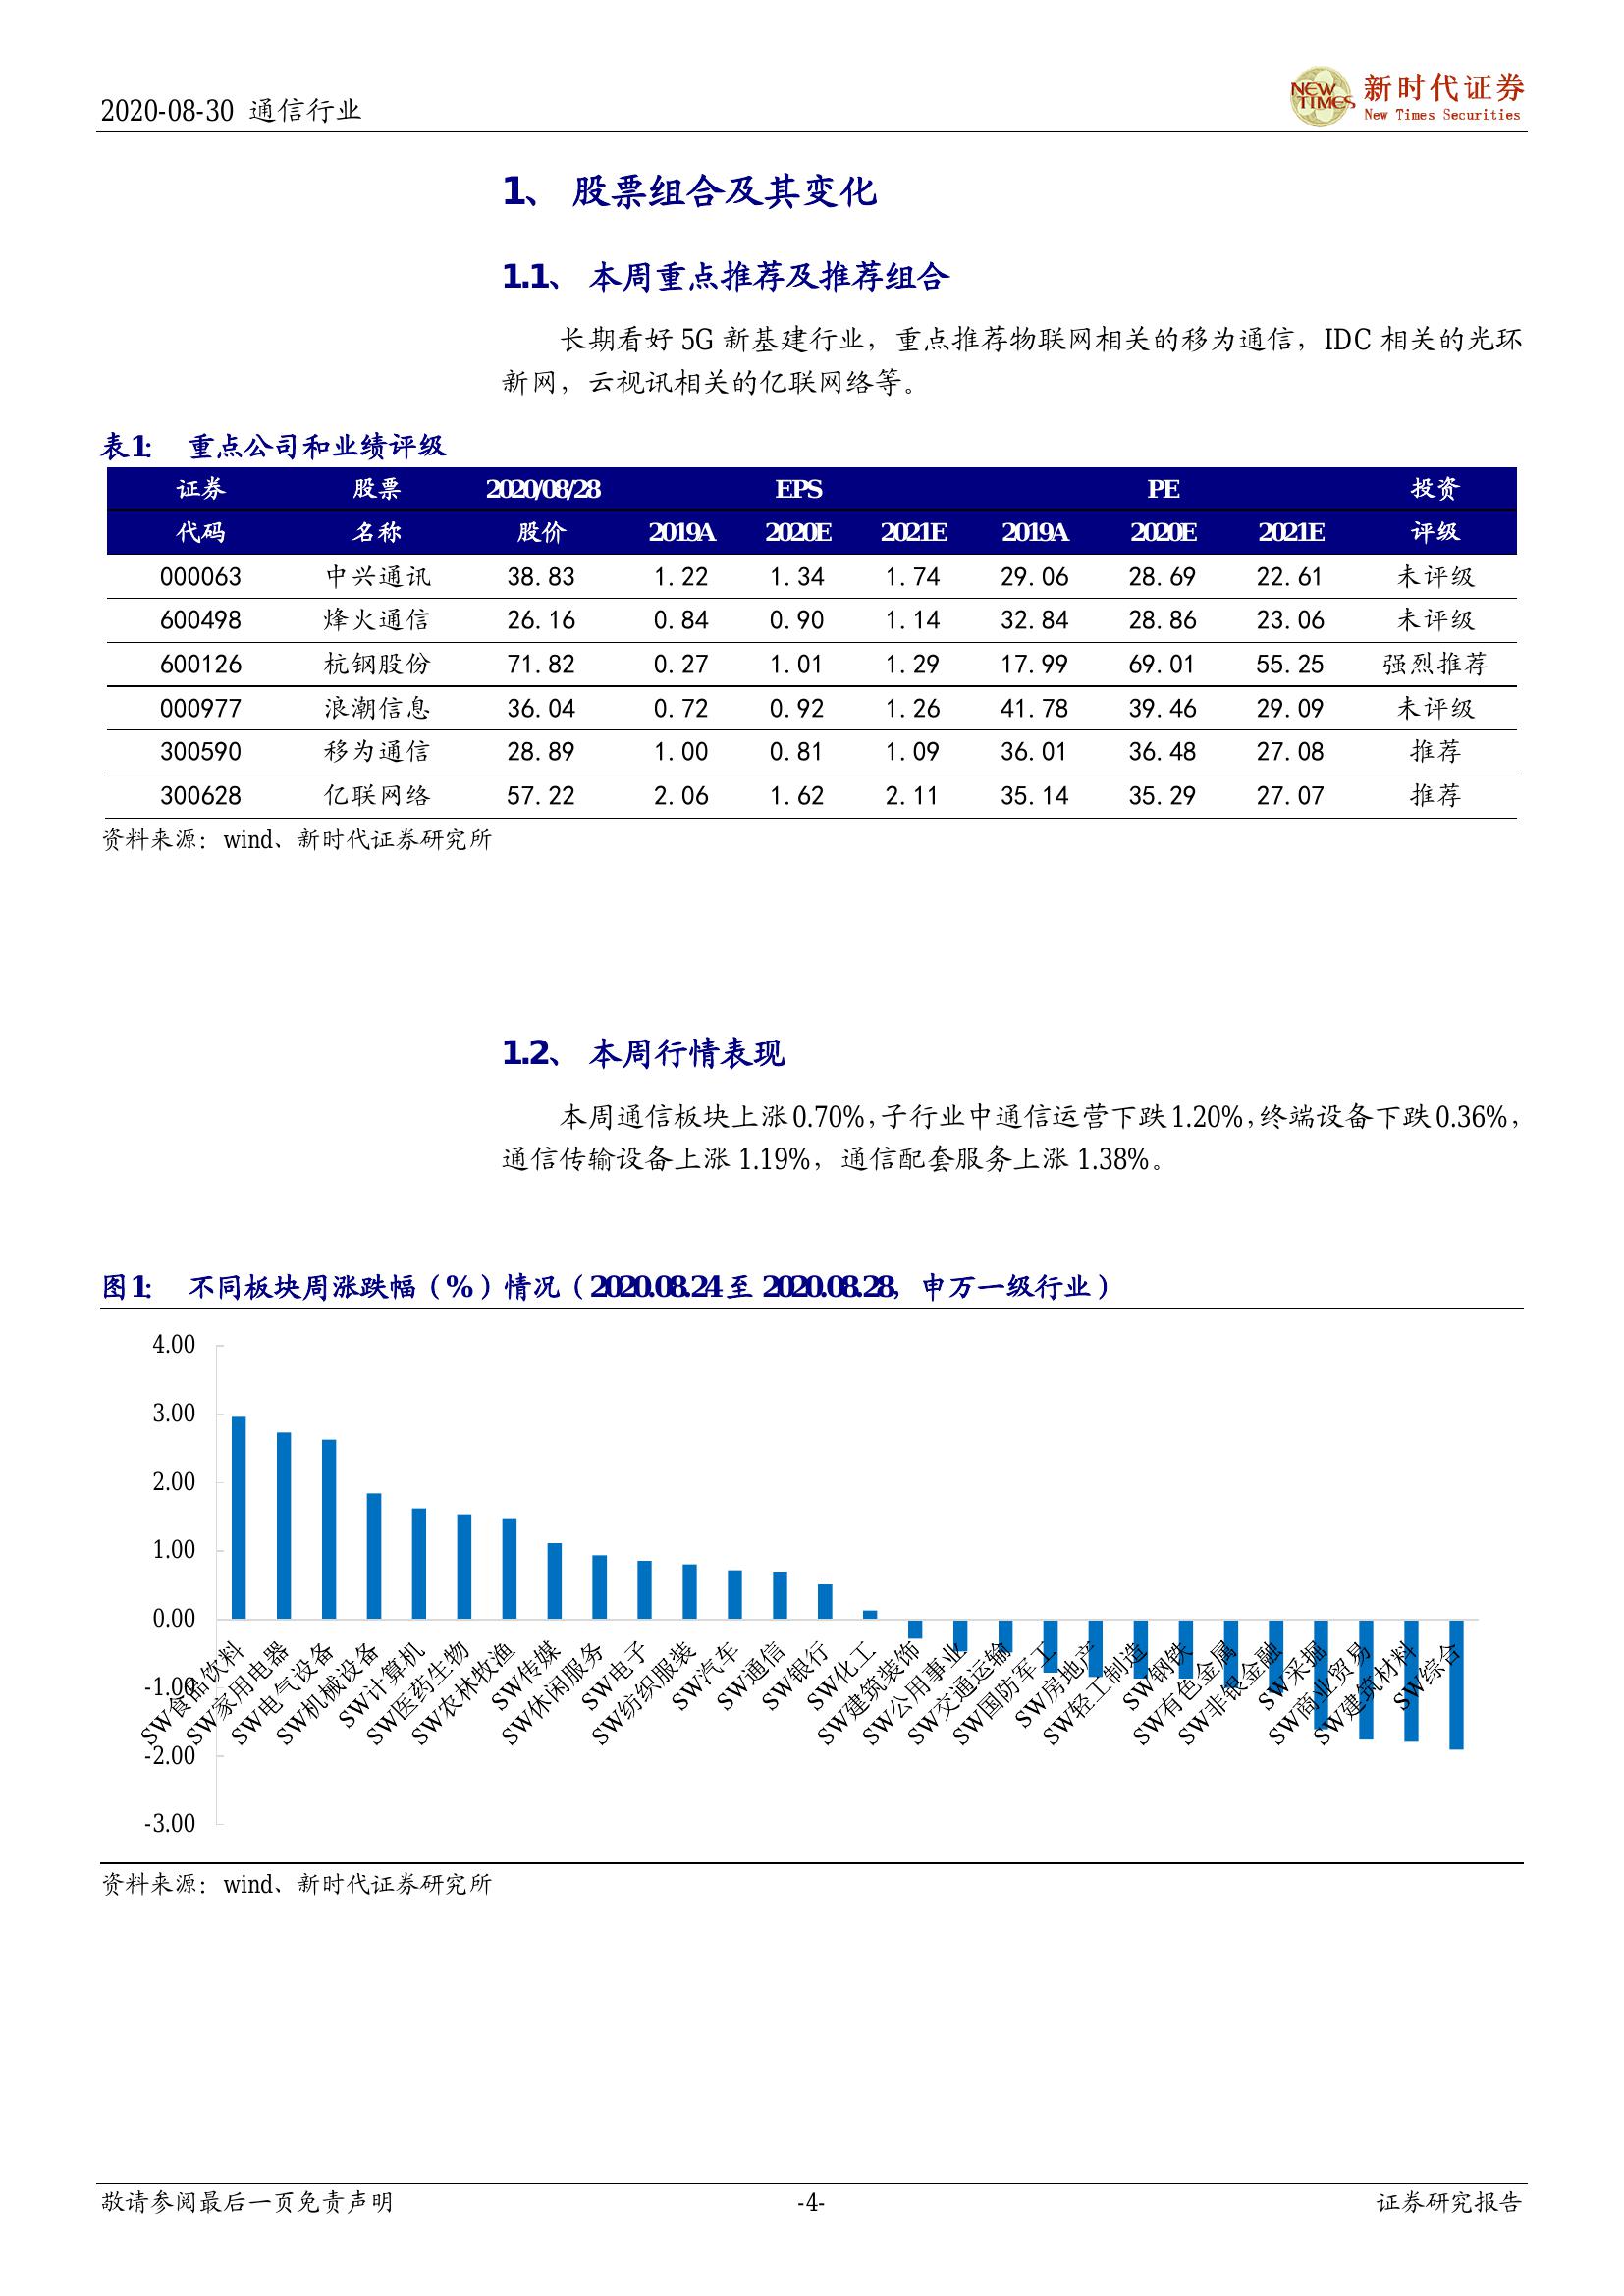 2020-08-30 通信行业
NEW TIMES
新时代证券
New Times Securities
1、 股票组合及其变化
1.1、 本周重点推荐及推荐组合
长期看好 5G 新基建行业，重点推荐物联网相关的移为通信，IDC 相关的光环
新网，云视讯相关的亿联网络等。
表1: 重点公司和业绩评级
证券 股票 2020/08/28 EPS PE 投资
代码 名称 股价 2019A 2020E 2021E 2019A 2020E 2021E 评级
000063 中兴通讯 38.83 1.22 1.34 1.74 29.06 28.69 22.61 未评级
600498 烽火通信 26.16 0.84 0.90 1.14 32.84 28.86 23.06 未评级
600126 杭钢股份 71.82 0.27 1.01 1.29 17.99 69.01 55.25 强烈推荐
000977 浪潮信息 36.04 0.72 0.92 1.26 41.78 39.46 29.09 未评级
300590 移为通信 28.89 1.00 0.81 1.09 36.01 36.48 27.08 推荐
300628 亿联网络 57.22 2.06 1.62 2.11 35.14 35.29 27.07 推荐
资料来源：wind、新时代证券研究所
1.2、 本周行情表现
本周通信板块上涨 0.70%，子行业中通信运营下跌 1.20%，终端设备下跌 0.36%，
通信传输设备上涨 1.19%，通信配套服务上涨 1.38%。
图1: 不同板块周涨跌幅（%）情况（2020.08.24 至 2020.08.28，申万一级行业）
4.00
3.00
2.00
1.00
0.00
-1.00
-2.00
-3.00
SW食品饮料
SW家用电器
SW电气设备
SW机械设备
SW计算机
SW医药生物
SW农林牧渔
SW传媒
SW休闲服务
SW电子
SW纺织服装
SW汽车
SW通信
SW银行
SW化工
SW建筑装饰
SW公用事业
SW交通运输
SW国防军工
SW房地产
SW轻工制造
SW钢铁
SW有色金属
SW非银金融
SW采掘
SW商业贸易
SW建筑材料
SW综合
资料来源：wind、新时代证券研究所
敬请参阅最后一页免责声明 -4- 证券研究报告